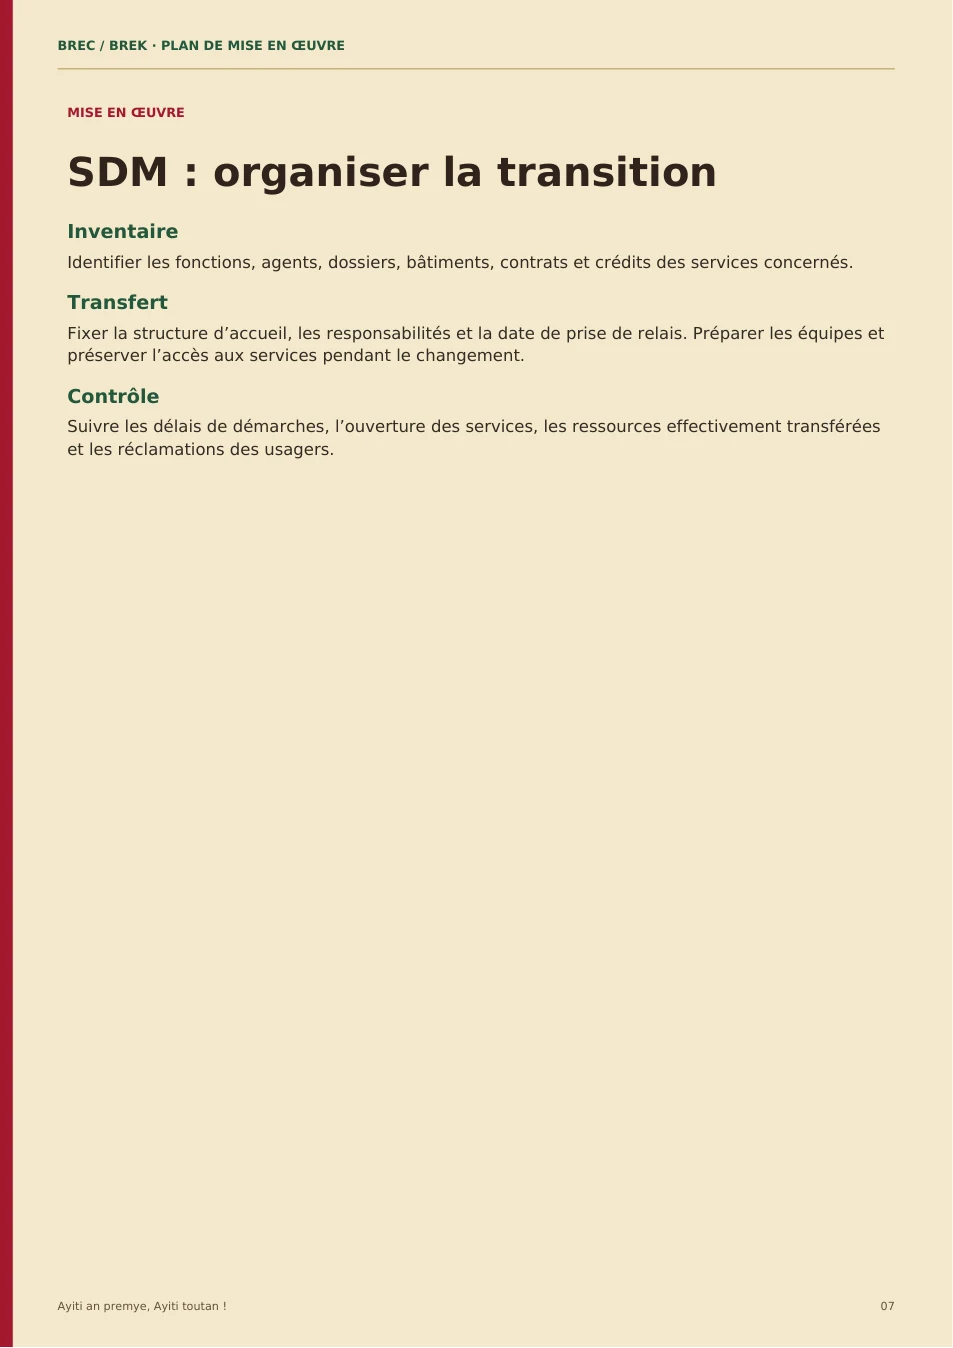 BREC / BREK · PLAN DE MISE EN ŒUVRE
MISE EN ŒUVRE
SDM : organiser la transition
Inventaire
Identifier les fonctions, agents, dossiers, bâtiments, contrats et crédits des services concernés.
Transfert
Fixer la structure d’accueil, les responsabilités et la date de prise de relais. Préparer les équipes et
préserver l’accès aux services pendant le changement.
Contrôle
Suivre les délais de démarches, l’ouverture des services, les ressources effectivement transférées
et les réclamations des usagers.
Ayiti an premye, Ayiti toutan !
07